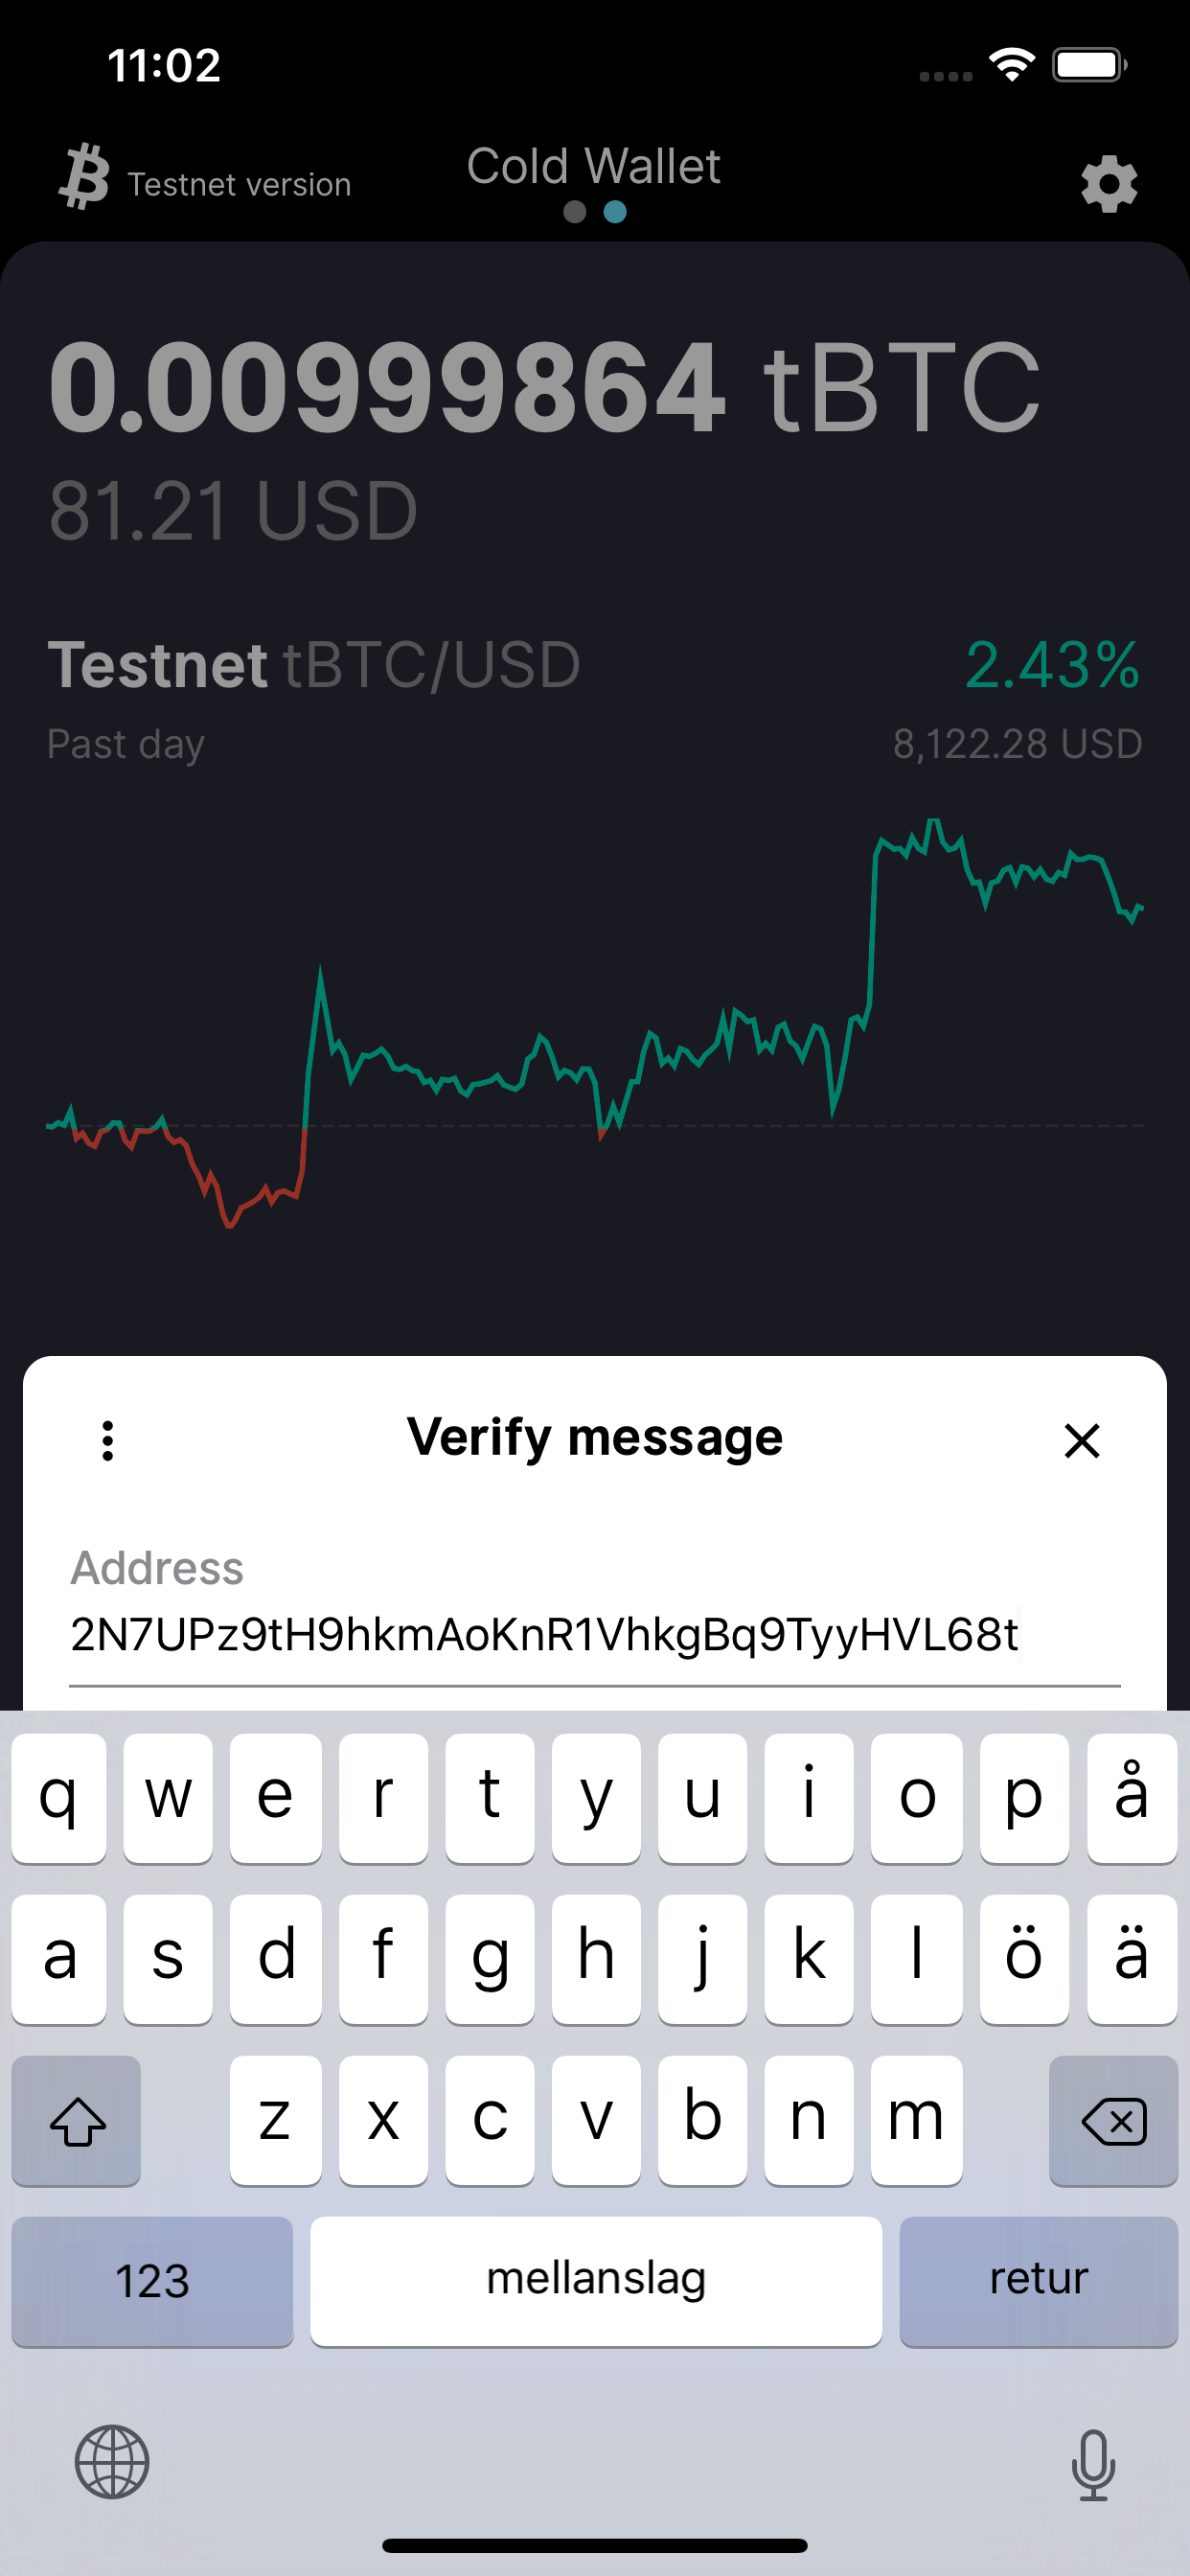 11:02
Testnet version
Cold Wallet
0.00999864 tBTC
81.21 USD
Testnet tBTC/USD 2.43%
Past day 8,122.28 USD
Verify message
Address
2N7UPz9tH9hkmAoKnR1VhkgBq9TyyHVL68t
q w e r t y u i o p å
a s d f g h j k l ö ä
z x c v b n m
123 mellanslag retur